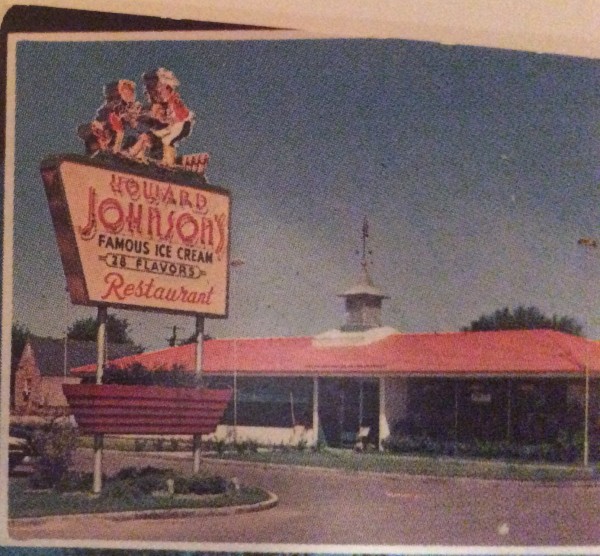 HOWARD
JOHNSON'S
FAMOUS ICE CREAM
28 FLAVORS
Restaurant